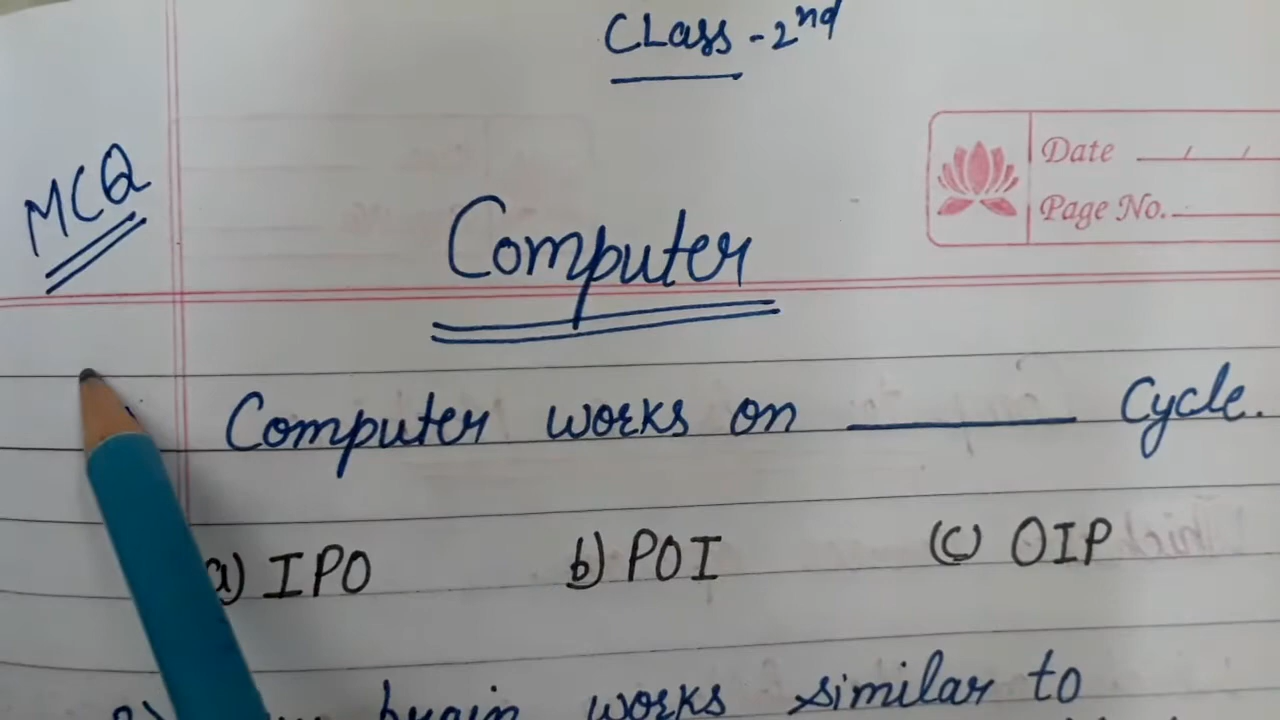 Class - 2nd
MCQ
Date / /
Page No.
Computer
Computer works on ______ Cycle.
a) IPO b) POI (c) OIP
brain works similar to